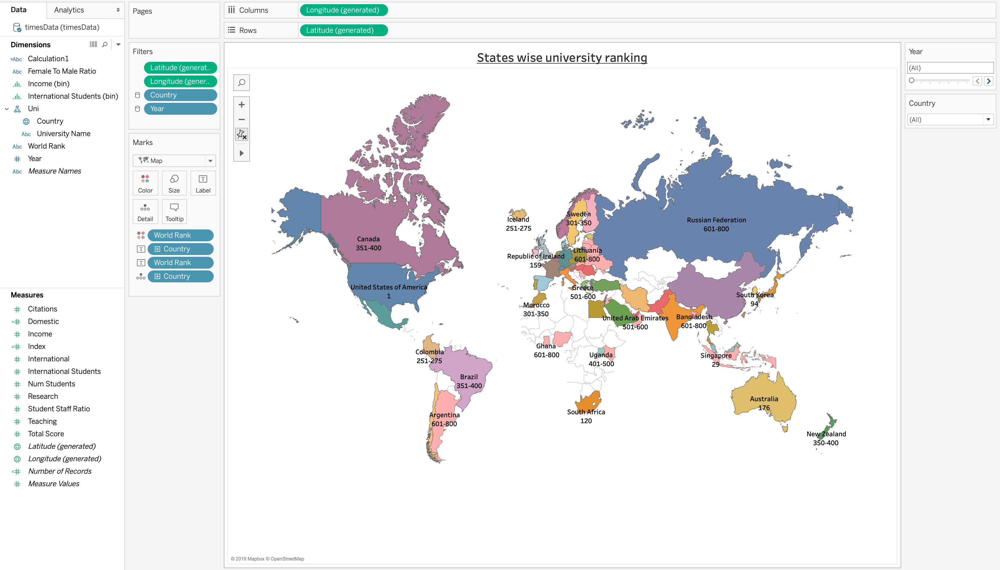 Data
Analytics
timesData (timesData)
Dimensions
=Abc Calculation1
Abc Female To Male Ratio
Income (bin)
International Students (bin)
Uni
Country
Abc University Name
Abc World Rank
# Year
Abc Measure Names
Measures
# Citations
=# Domestic
# Income
=# Index
# International
# International Students
# Num Students
# Research
# Student Staff Ratio
# Teaching
# Total Score
Latitude (generated)
Longitude (generated)
=# Number of Records
# Measure Values
Pages
Filters
Latitude (generat..
Longitude (gener..
Country
Year
Marks
Map
Color
Size
T
Label
Detail
Tooltip
World Rank
T Country
T World Rank
Country
Columns
Longitude (generated)
Rows
Latitude (generated)
States wise university ranking
Canada
351-400
United States of America
1
Colombia
251-275
Brazil
351-400
Argentina
601-800
Iceland
251-275
Sweden
301-350
Russian Federation
601-800
Republic of Ireland
159
Lithuania
601-800
Greece
501-600
Morocco
301-350
United Arab Emirates
501-600
Bangladesh
601-800
South Korea
94
Ghana
601-800
Uganda
401-500
Singapore
29
South Africa
120
Australia
176
New Zealand
350-400
© 2019 Mapbox © OpenStreetMap
Year
(All)
Country
(All)